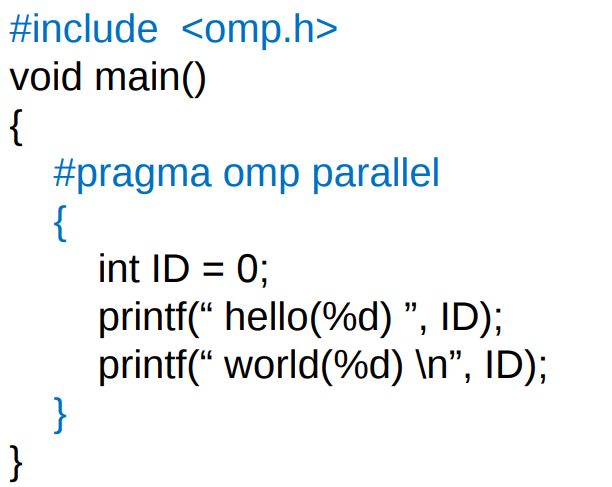 #include  <omp.h>
void main()
{
    #pragma omp parallel
    {
        int ID = 0;
        printf(“ hello(%d) ”, ID);
        printf(“ world(%d) \n”, ID);
    }
}